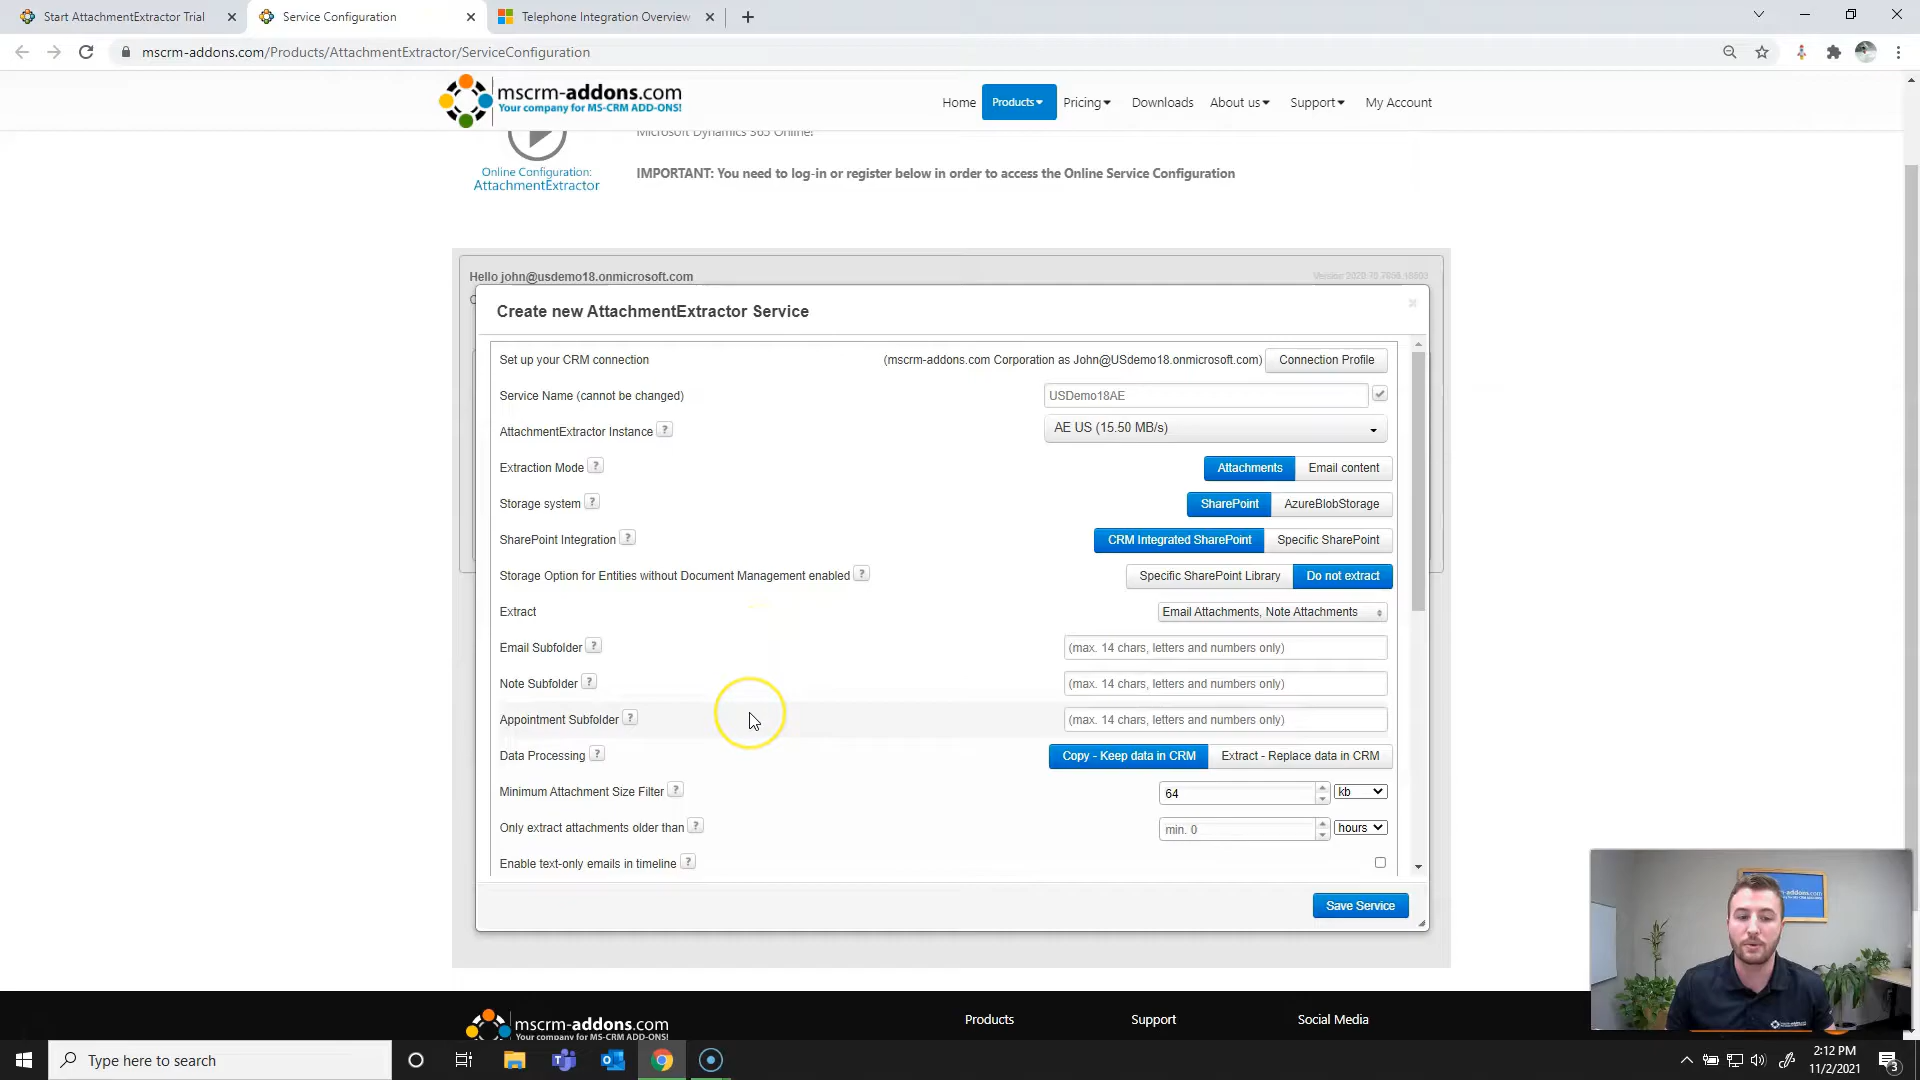 Start AttachmentExtractor Trial
Service Configuration
Telephone Integration Overview
mscrm-addons.com/Products/AttachmentExtractor/ServiceConfiguration
mscrm-addons.com
Your company for MS-CRM ADD-ONS!
Home
Products
Pricing
Downloads
About us
Support
My Account
Microsoft Dynamics 365 Online!
Online Configuration:
AttachmentExtractor
IMPORTANT: You need to log-in or register below in order to access the Online Service Configuration
Hello john@usdemo18.onmicrosoft.com
Create new AttachmentExtractor Service
Set up your CRM connection
(mscrm-addons.com Corporation as John@USdemo18.onmicrosoft.com)
Connection Profile
Service Name (cannot be changed)
USDemo18AE
AttachmentExtractor Instance ?
AE US (15.50 MB/s)
Extraction Mode ?
Attachments
Email content
Storage system ?
SharePoint
AzureBlobStorage
SharePoint Integration ?
CRM Integrated SharePoint
Specific SharePoint
Storage Option for Entities without Document Management enabled ?
Specific SharePoint Library
Do not extract
Extract
Email Attachments, Note Attachments
Email Subfolder ?
(max. 14 chars, letters and numbers only)
Note Subfolder ?
(max. 14 chars, letters and numbers only)
Appointment Subfolder ?
(max. 14 chars, letters and numbers only)
Data Processing ?
Copy - Keep data in CRM
Extract - Replace data in CRM
Minimum Attachment Size Filter ?
64
kb
Only extract attachments older than ?
min. 0
hours
Enable text-only emails in timeline ?
Save Service
mscrm-addons.com
Your company for MS-CRM ADD-ONS!
Products
Support
Social Media
Type here to search
2:12 PM
11/2/2021
3